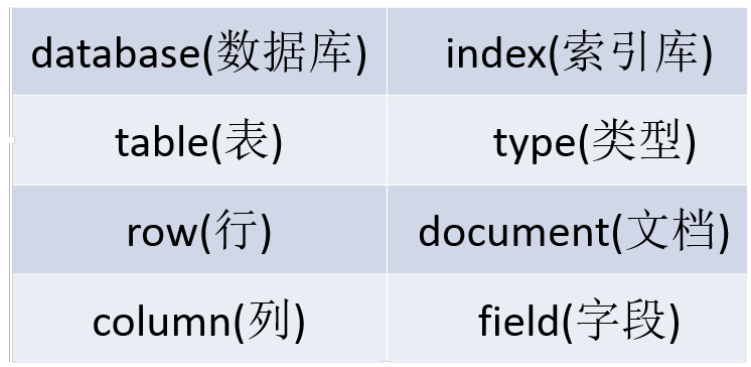 database(数据库) index(索引库)
table(表) type(类型)
row(行) document(文档)
column(列) field(字段)